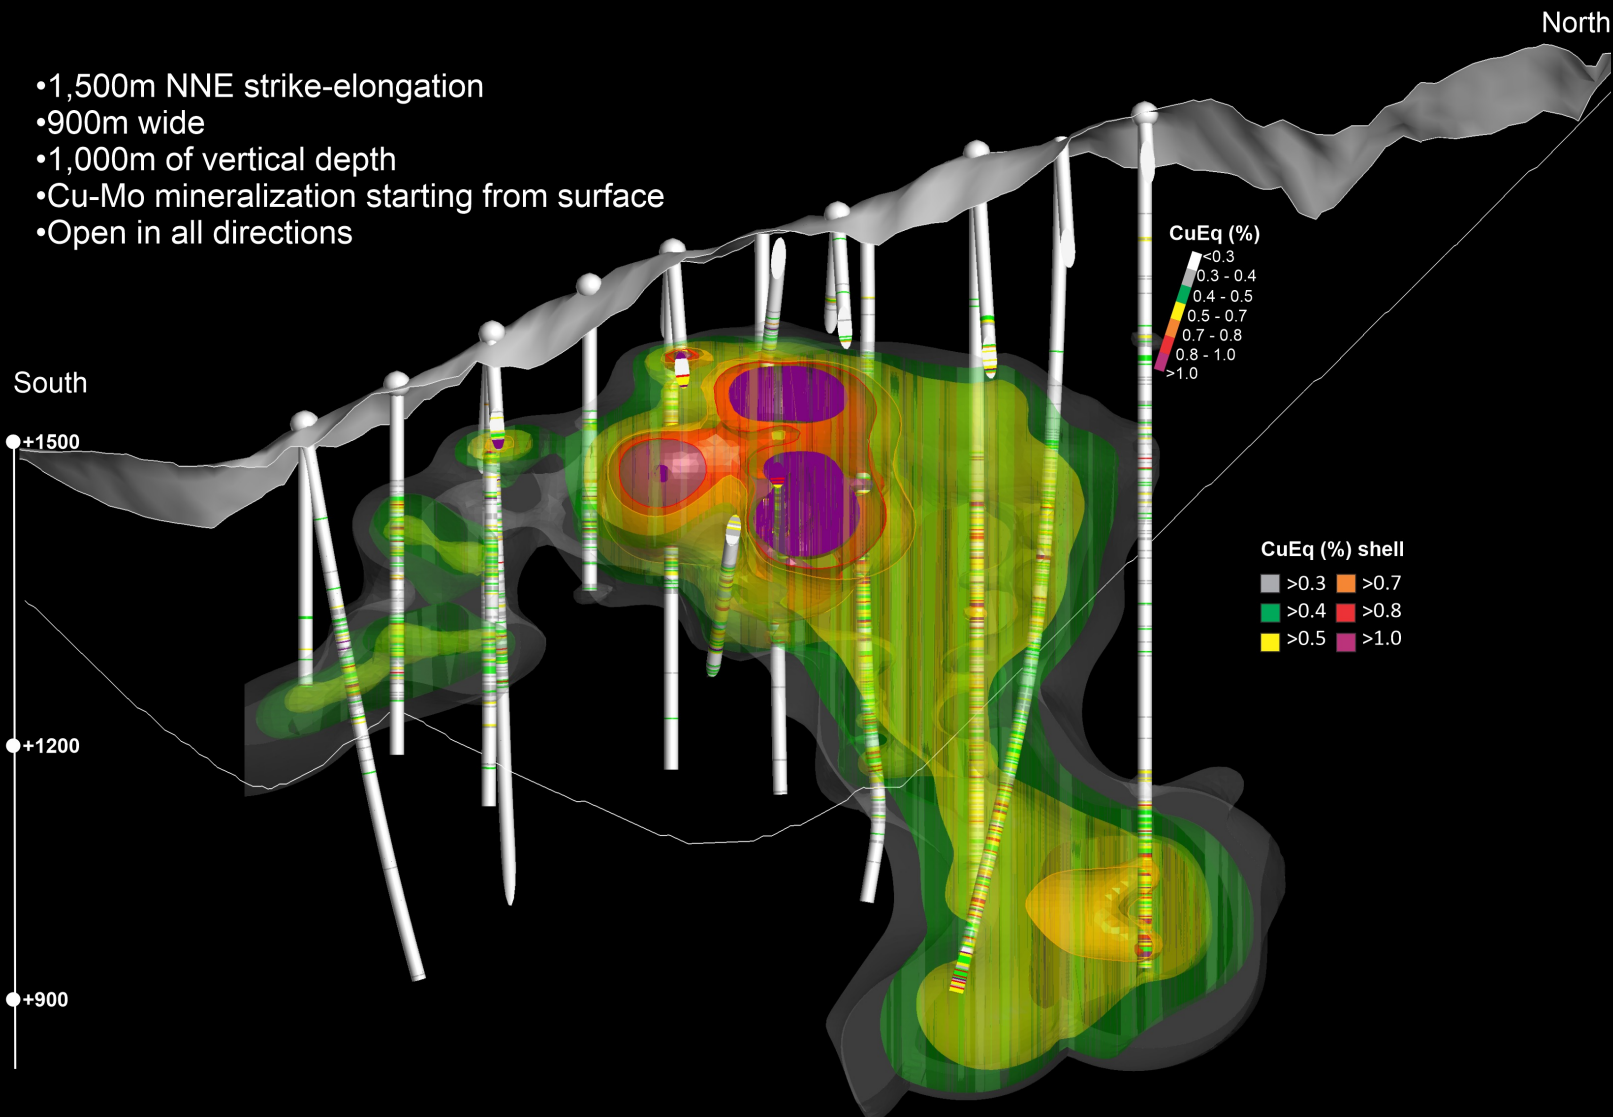 North
•1,500m NNE strike-elongation
•900m wide
•1,000m of vertical depth
•Cu-Mo mineralization starting from surface
•Open in all directions
CuEq (%)
<0.3
0.3 - 0.4
0.4 - 0.5
0.5 - 0.7
0.7 - 0.8
0.8 - 1.0
>1.0
South
+1500
CuEq (%) shell
>0.3 >0.7
>0.4 >0.8
>0.5 >1.0
+1200
+900